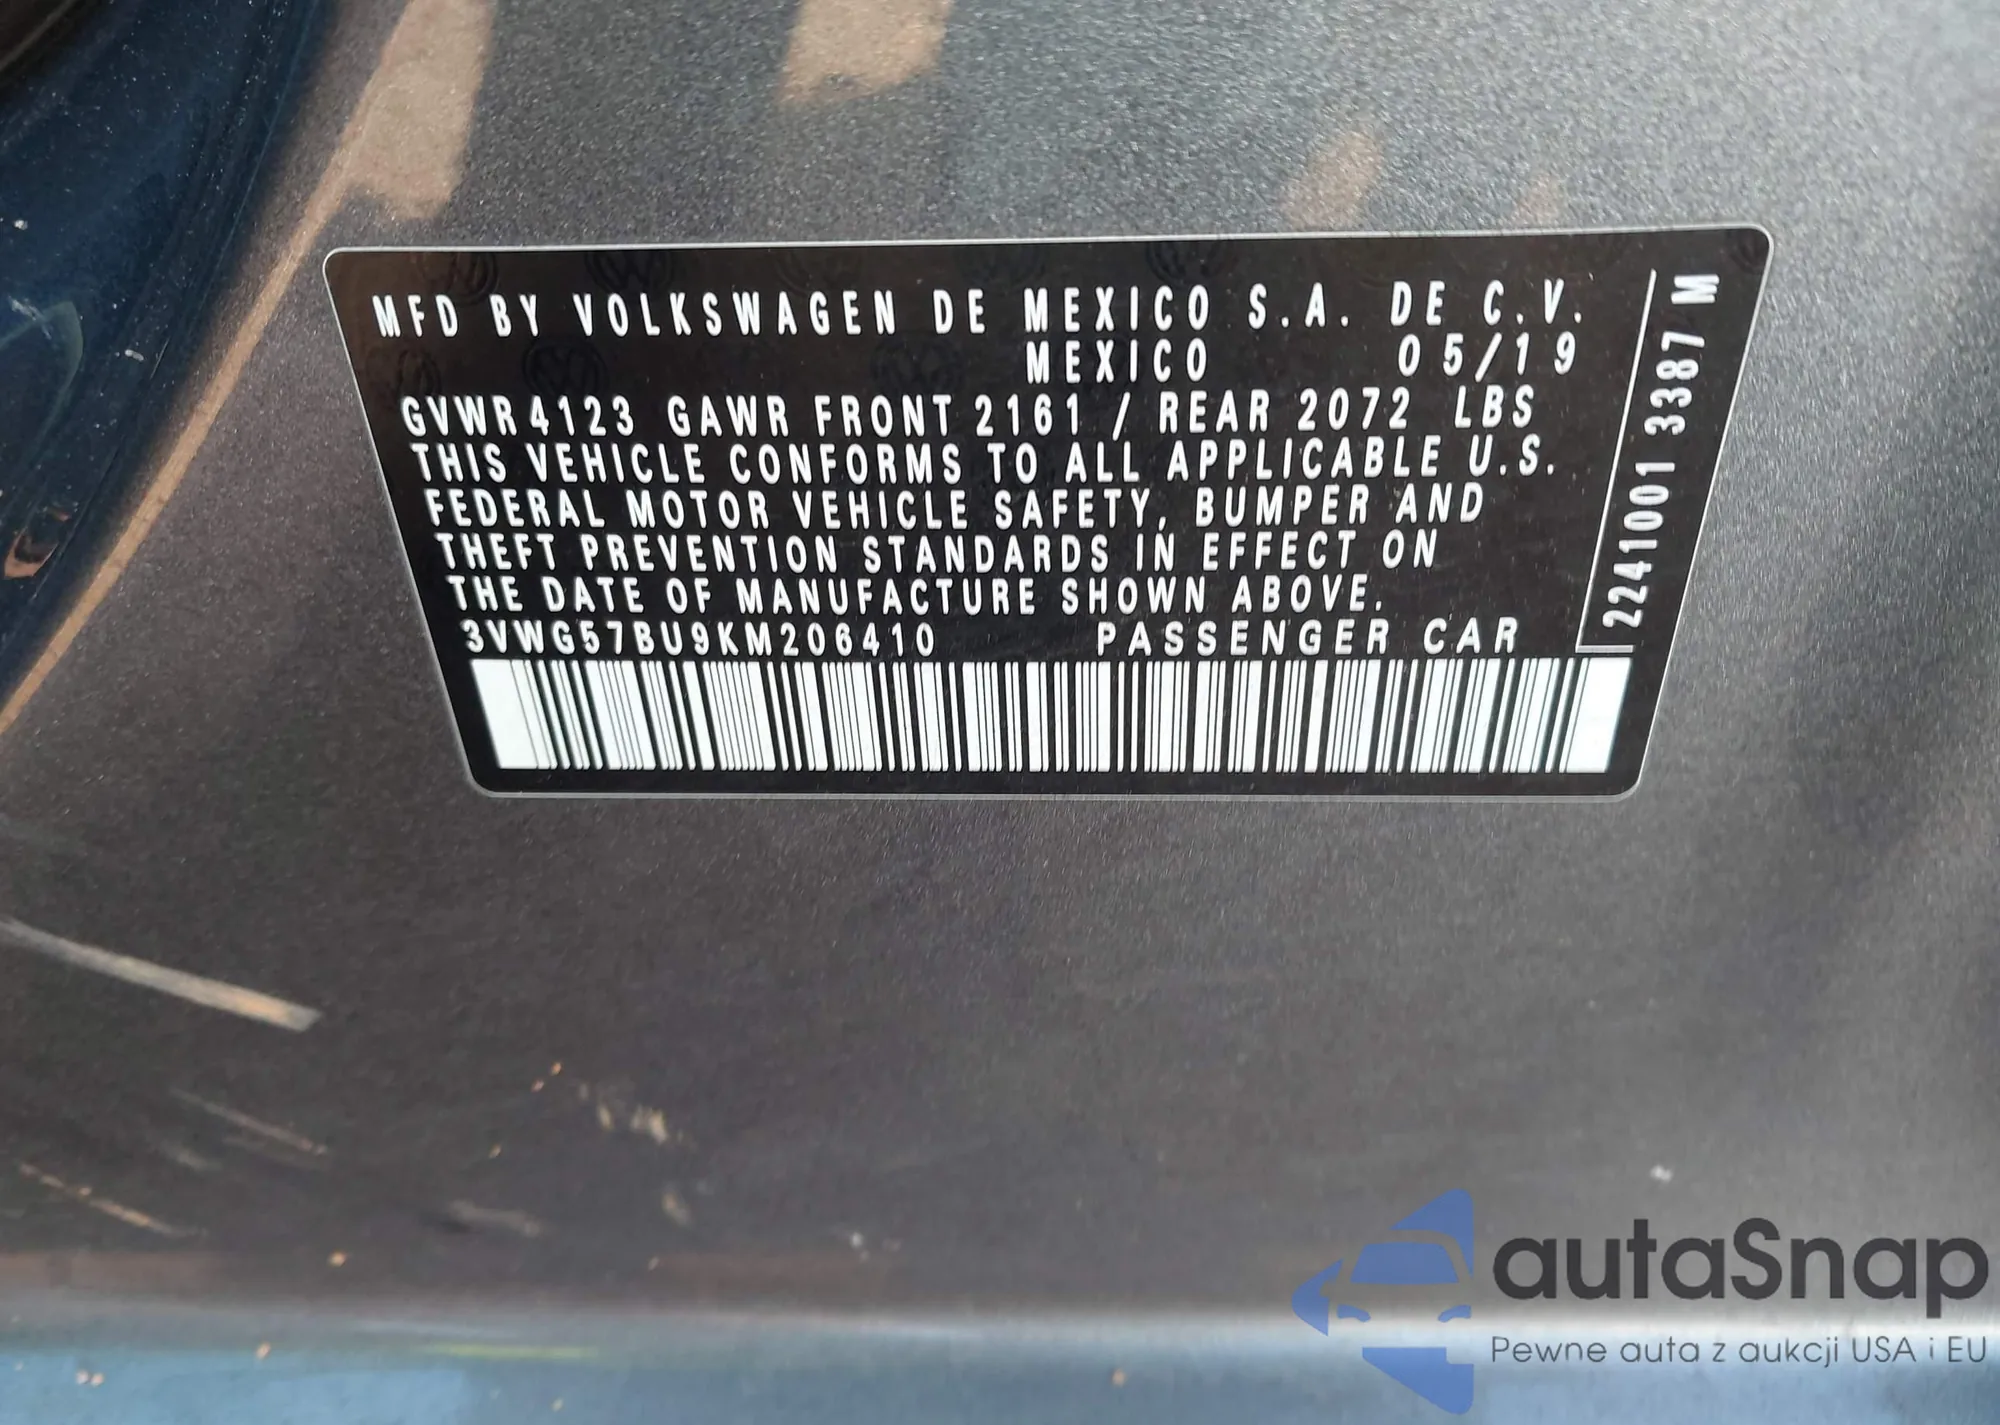 MFD BY VOLKSWAGEN DE MEXICO S.A. DE C.V.
MEXICO 05/19
GVWR 4123 GAWR FRONT 2161 / REAR 2072 LBS
THIS VEHICLE CONFORMS TO ALL APPLICABLE U.S.
FEDERAL MOTOR VEHICLE SAFETY, BUMPER AND
THEFT PREVENTION STANDARDS IN EFFECT ON
THE DATE OF MANUFACTURE SHOWN ABOVE.
3VWG57BU9KM206410 PASSENGER CAR
2241001 3387 M
autaSnap
Pewne auta z aukcji USA i EU